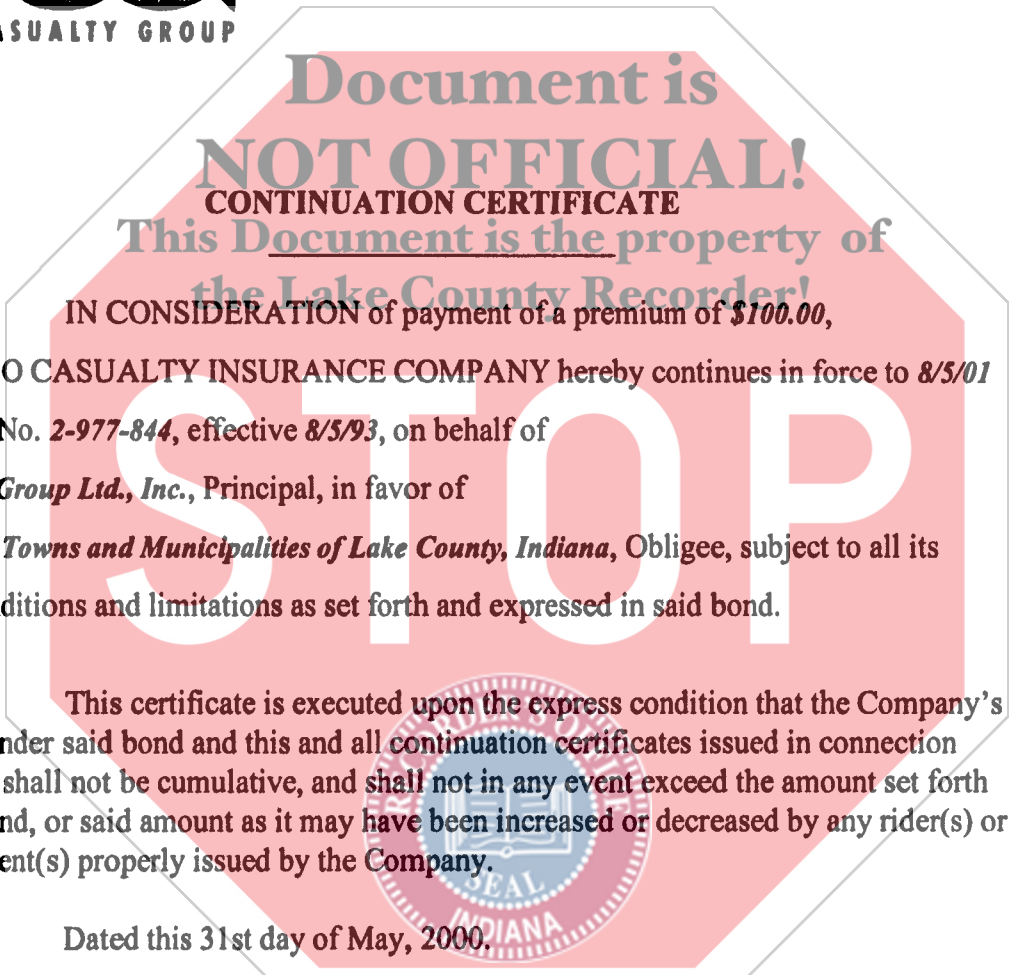 CASUALTY GROUP
Document is
NOT OFFICIAL!
CONTINUATION CERTIFICATE
This Document is the property of
the Lake County Recorder!
IN CONSIDERATION of payment of a premium of $100.00,
O CASUALTY INSURANCE COMPANY hereby continues in force to 8/5/01
No. 2-977-844, effective 8/5/93, on behalf of
Group Ltd., Inc., Principal, in favor of
Towns and Municipalities of Lake County, Indiana, Obligee, subject to all its
ditions and limitations as set forth and expressed in said bond.
STOP
This certificate is executed upon the express condition that the Company's
nder said bond and this and all continuation certificates issued in connection
shall not be cumulative, and shall not in any event exceed the amount set forth
nd, or said amount as it may have been increased or decreased by any rider(s) or
ent(s) properly issued by the Company.
RECORDER'S OFFICE
SEAL
INDIANA
Dated this 31st day of May, 2000.